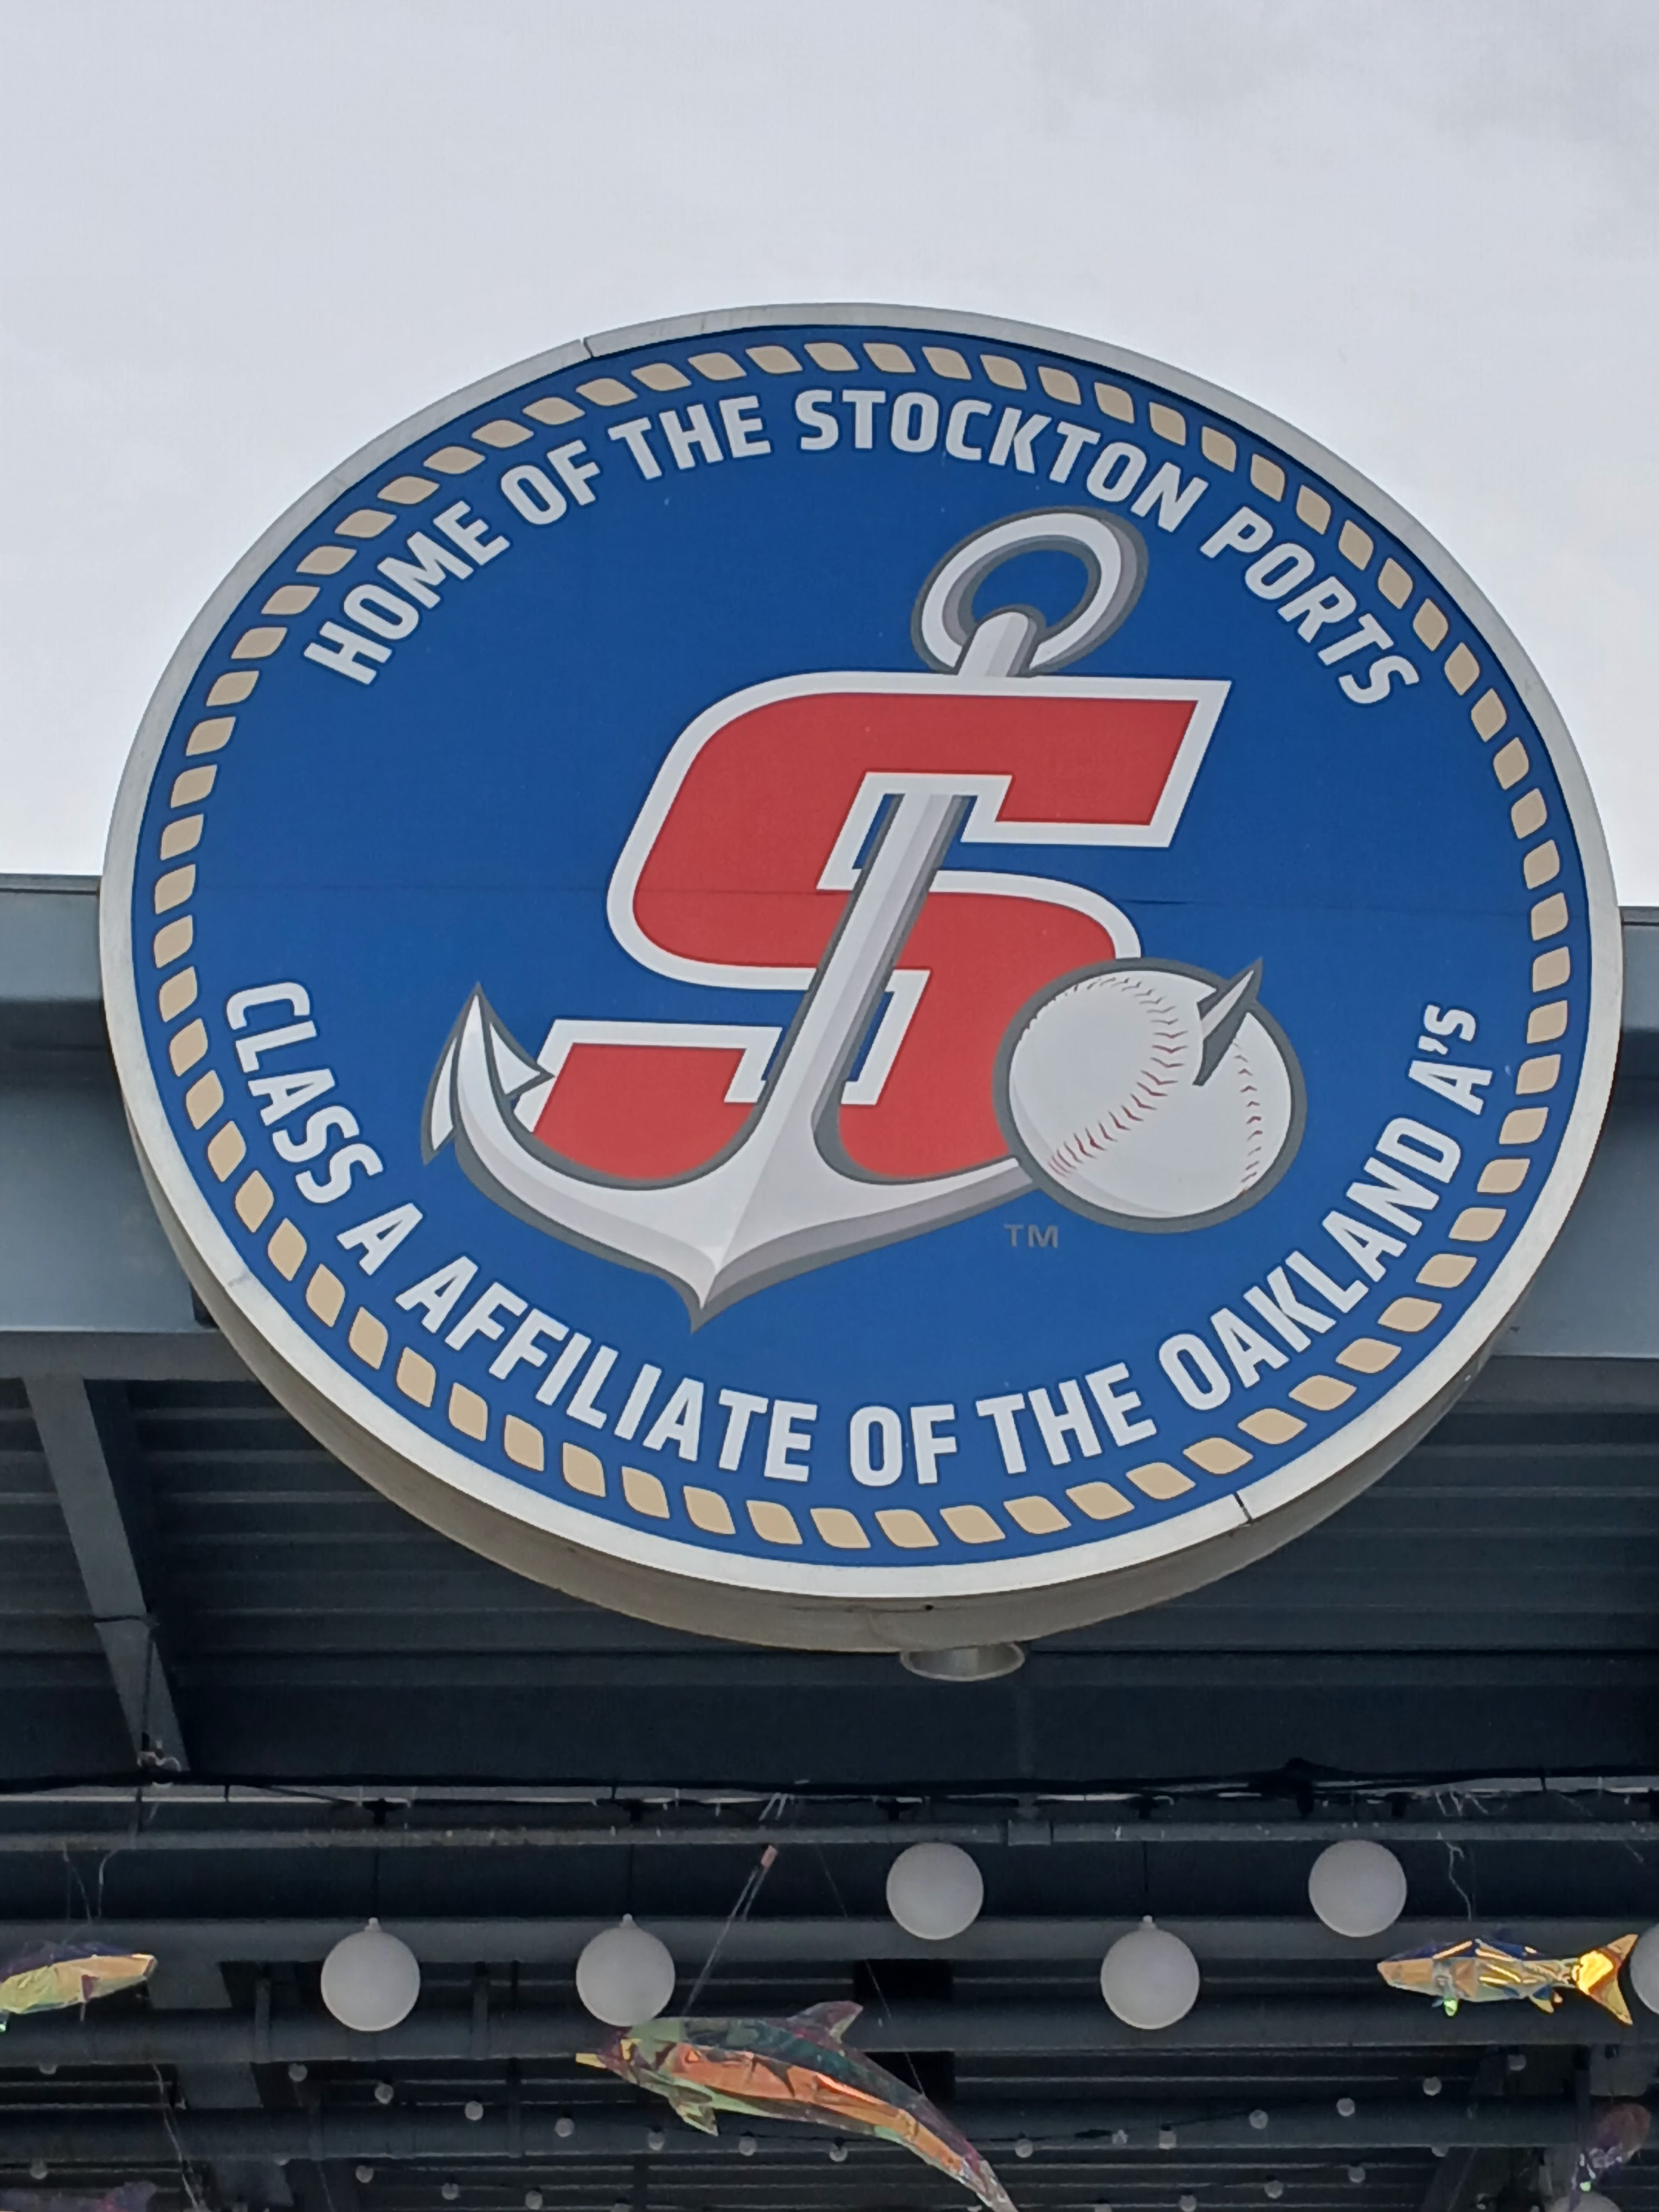 HOME OF THE STOCKTON PORTS
S
TM
CLASS A AFFILIATE OF THE OAKLAND A's